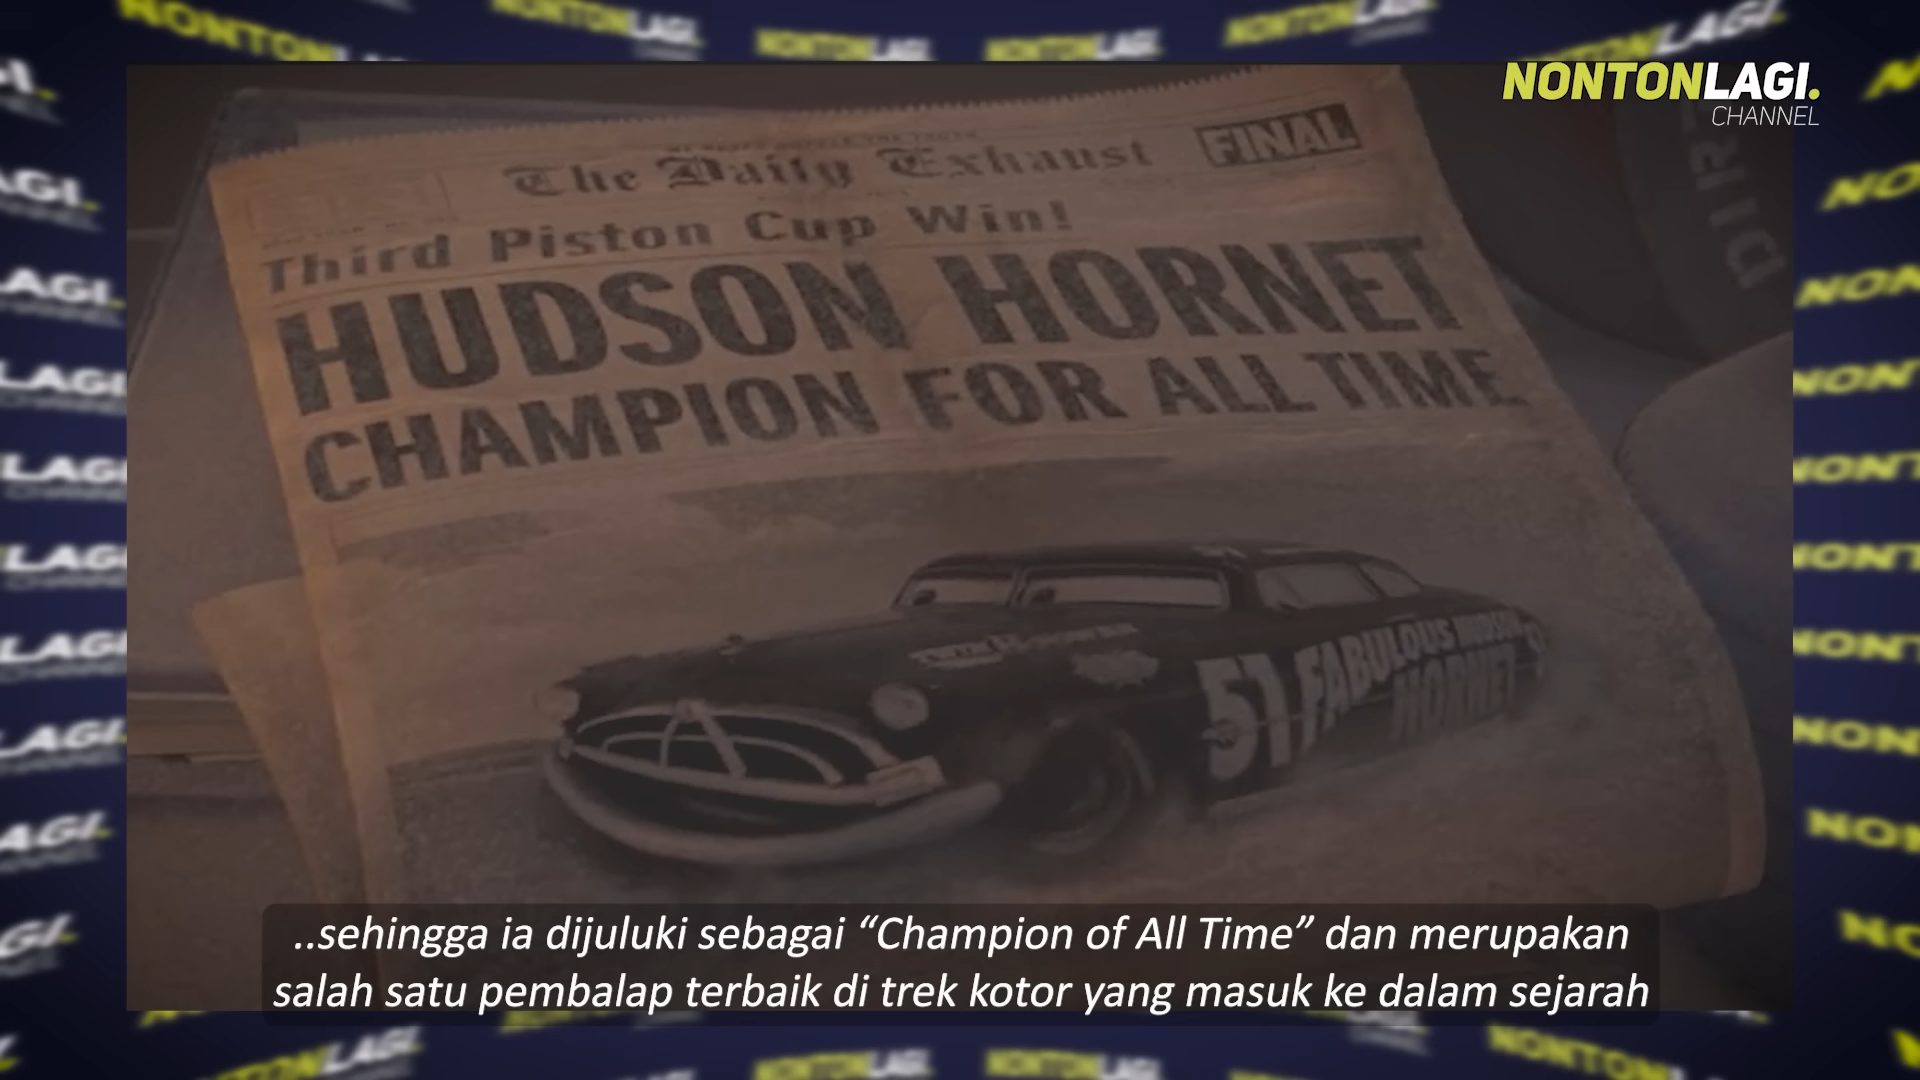 NONTONLAGI.
CHANNEL
The Daily Exhaust
FINAL
Third Piston Cup Win!
HUDSON HORNET
CHAMPION FOR ALL TIME
DIRT
51 FABULOUS HUDSON
HORNET
..sehingga ia dijuluki sebagai “Champion of All Time” dan merupakan
salah satu pembalap terbaik di trek kotor yang masuk ke dalam sejarah